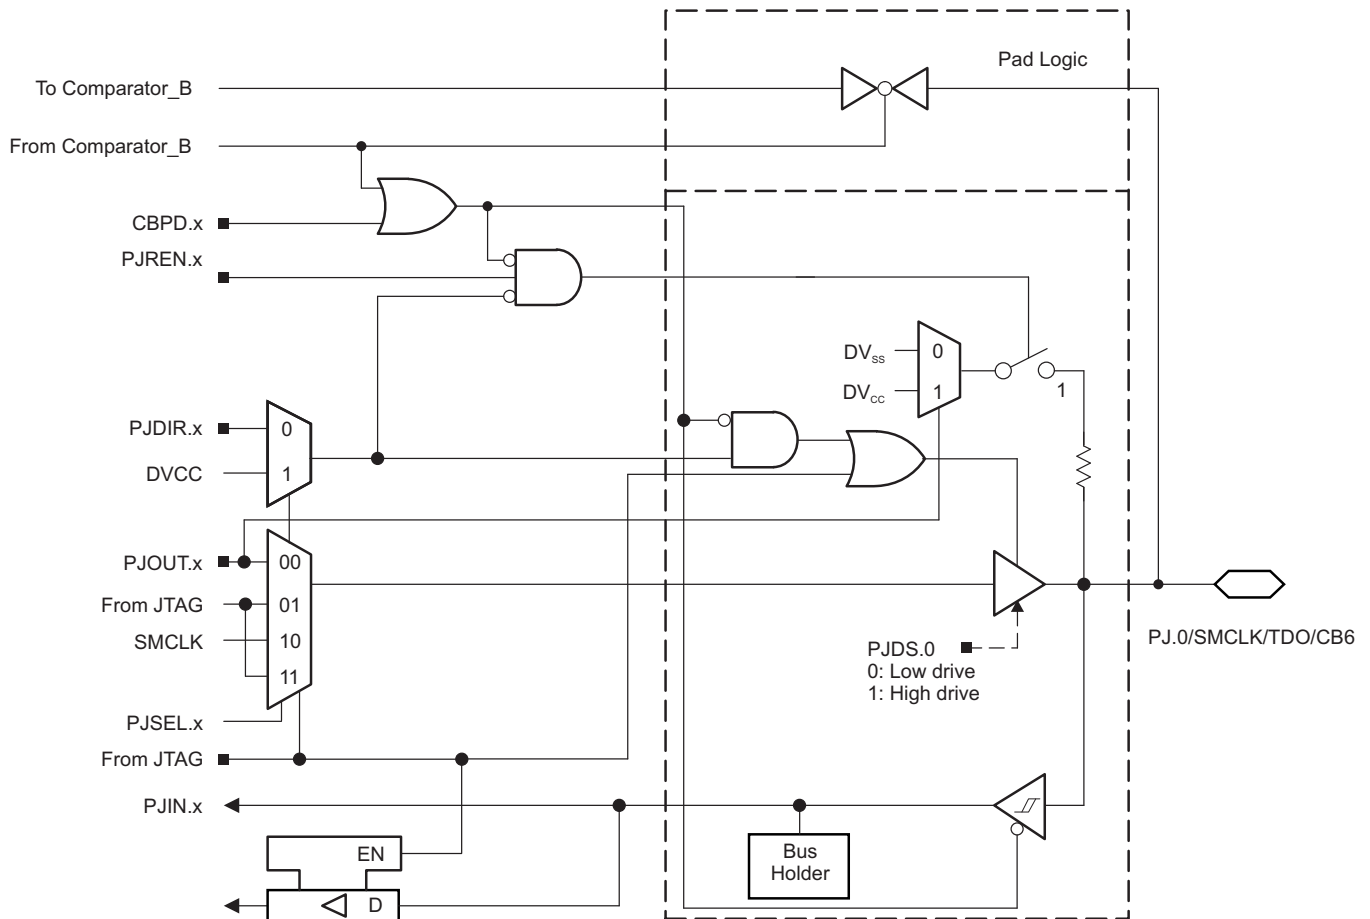 Pad Logic
To Comparator_B
From Comparator_B
CBPD.x
PJREN.x
DVSS
0
DVCC
1
1
PJDIR.x
0
DVCC
1
PJOUT.x
00
From JTAG
01
SMCLK
10
11
PJDS.0
0: Low drive
1: High drive
PJ.0/SMCLK/TDO/CB6
PJSEL.x
From JTAG
PJIN.x
Bus
Holder
EN
D